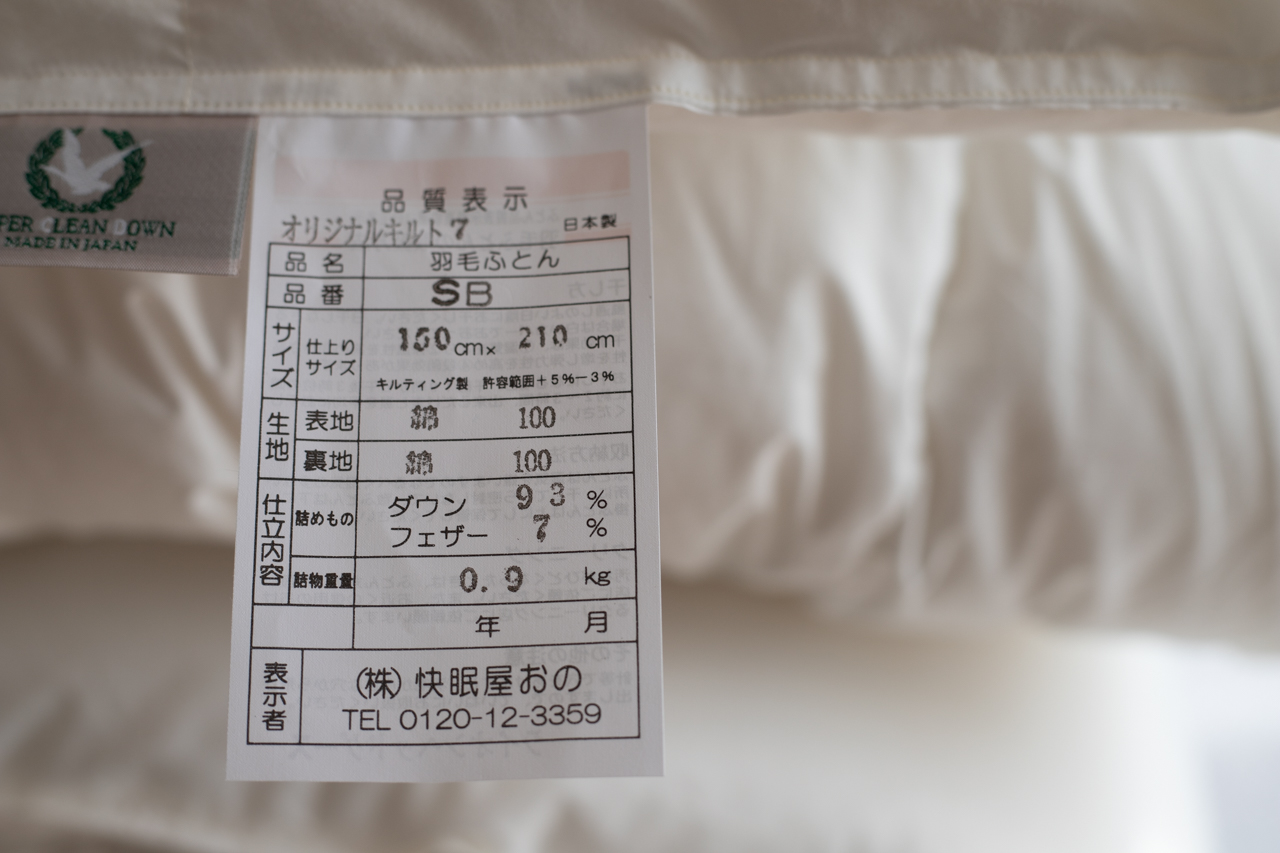 CLEAN DOWN
MADE IN JAPAN
品質表示
オリジナルキルト7 日本製
品名 羽毛ふとん
品番 SB
サイズ 仕上りサイズ 150cm× 210 cm
キルティング製 許容範囲+5%-3%
生地 表地 綿 100
裏地 綿 100
仕立内容 詰めもの ダウン 93 %
フェザー 7 %
詰物重量 0.9 kg
年 月
表示者 (株)快眠屋おの
TEL 0120-12-3359